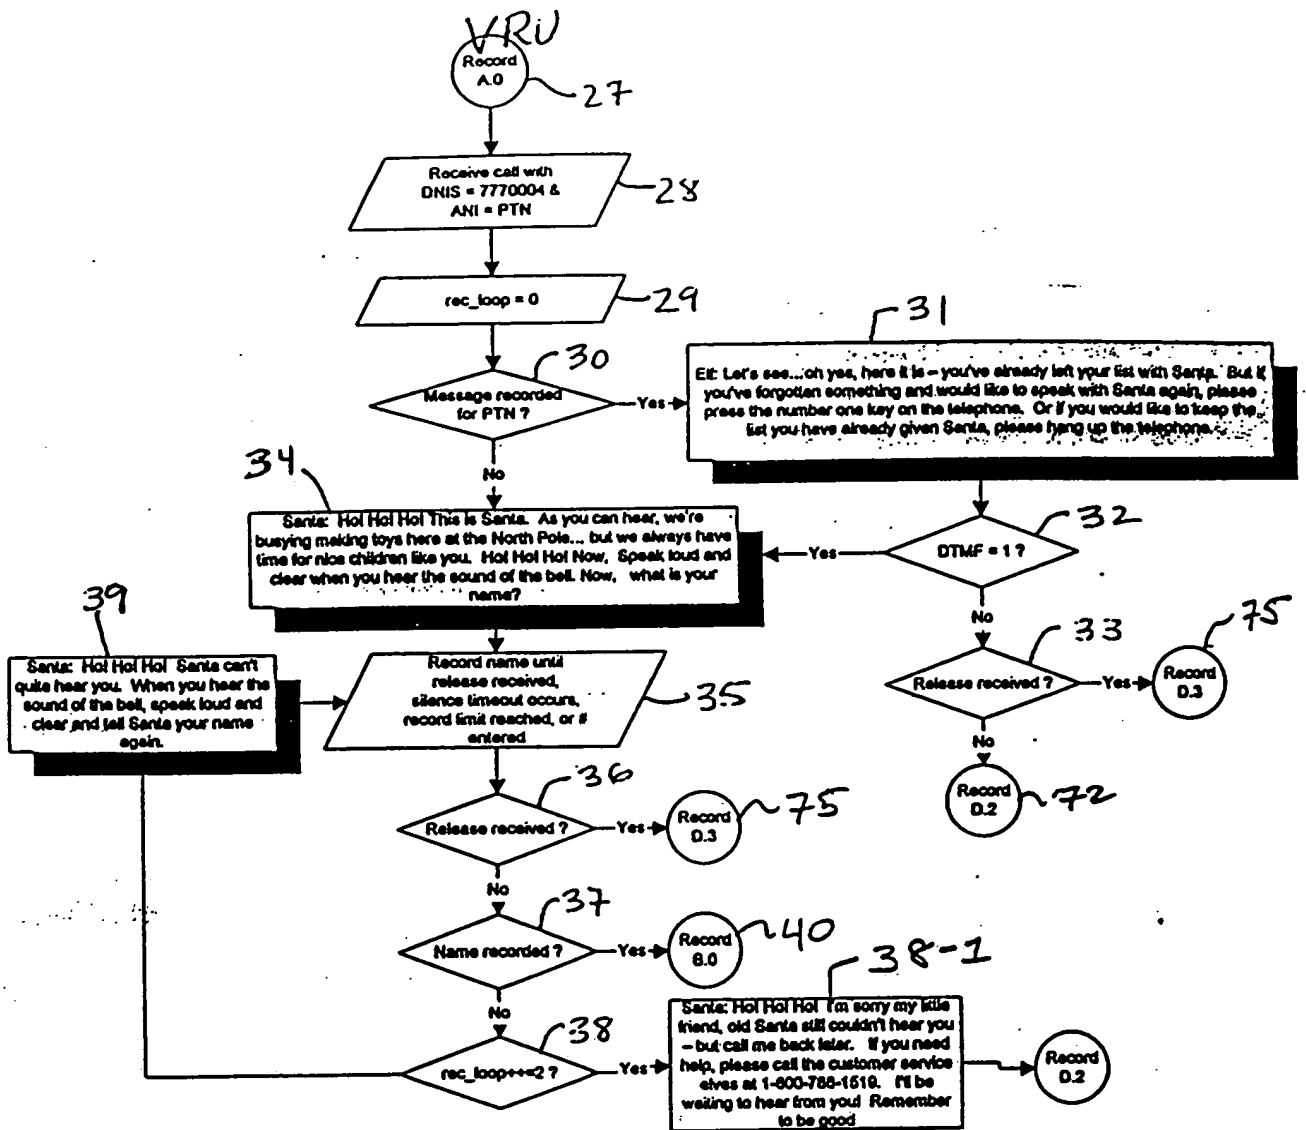 VRU
Record
A.0
27
Receive call with
DNIS = 7770004 &
ANI = PTN
28
rec_loop = 0
29
30
Message recorded
for PTN ?
Yes
No
31
Elf: Let's see...oh yes, here it is – you've already left your list with Santa. But if
you've forgotten something and would like to speak with Santa again, please
press the number one key on the telephone. Or if you would like to keep the
list you have already given Santa, please hang up the telephone.
32
DTMF = 1 ?
Yes
No
33
Release received ?
Yes
75
Record
D.3
No
Record
D.2
72
34
Santa: Ho! Ho! Ho! This is Santa. As you can hear, we're
busying making toys here at the North Pole... but we always have
time for nice children like you. Ho! Ho! Ho! Now, Speak loud and
clear when you hear the sound of the bell. Now, what is your
name?
39
Santa: Ho! Ho! Ho! Santa can't
quite hear you. When you hear the
sound of the bell, speak loud and
clear and tell Santa your name
again.
Record name until
release received,
silence timeout occurs,
record limit reached, or #
entered
35
36
Release received ?
Yes
Record
D.3
75
No
37
Name recorded ?
Yes
Record
B.0
40
No
38
rec_loop++=2 ?
Yes
38-1
Santa: Ho! Ho! Ho! I'm sorry my little
friend, old Santa still couldn't hear you
– but call me back later. If you need
help, please call the customer service
elves at 1-800-788-1519. I'll be
waiting to hear from you! Remember
to be good
Record
D.2